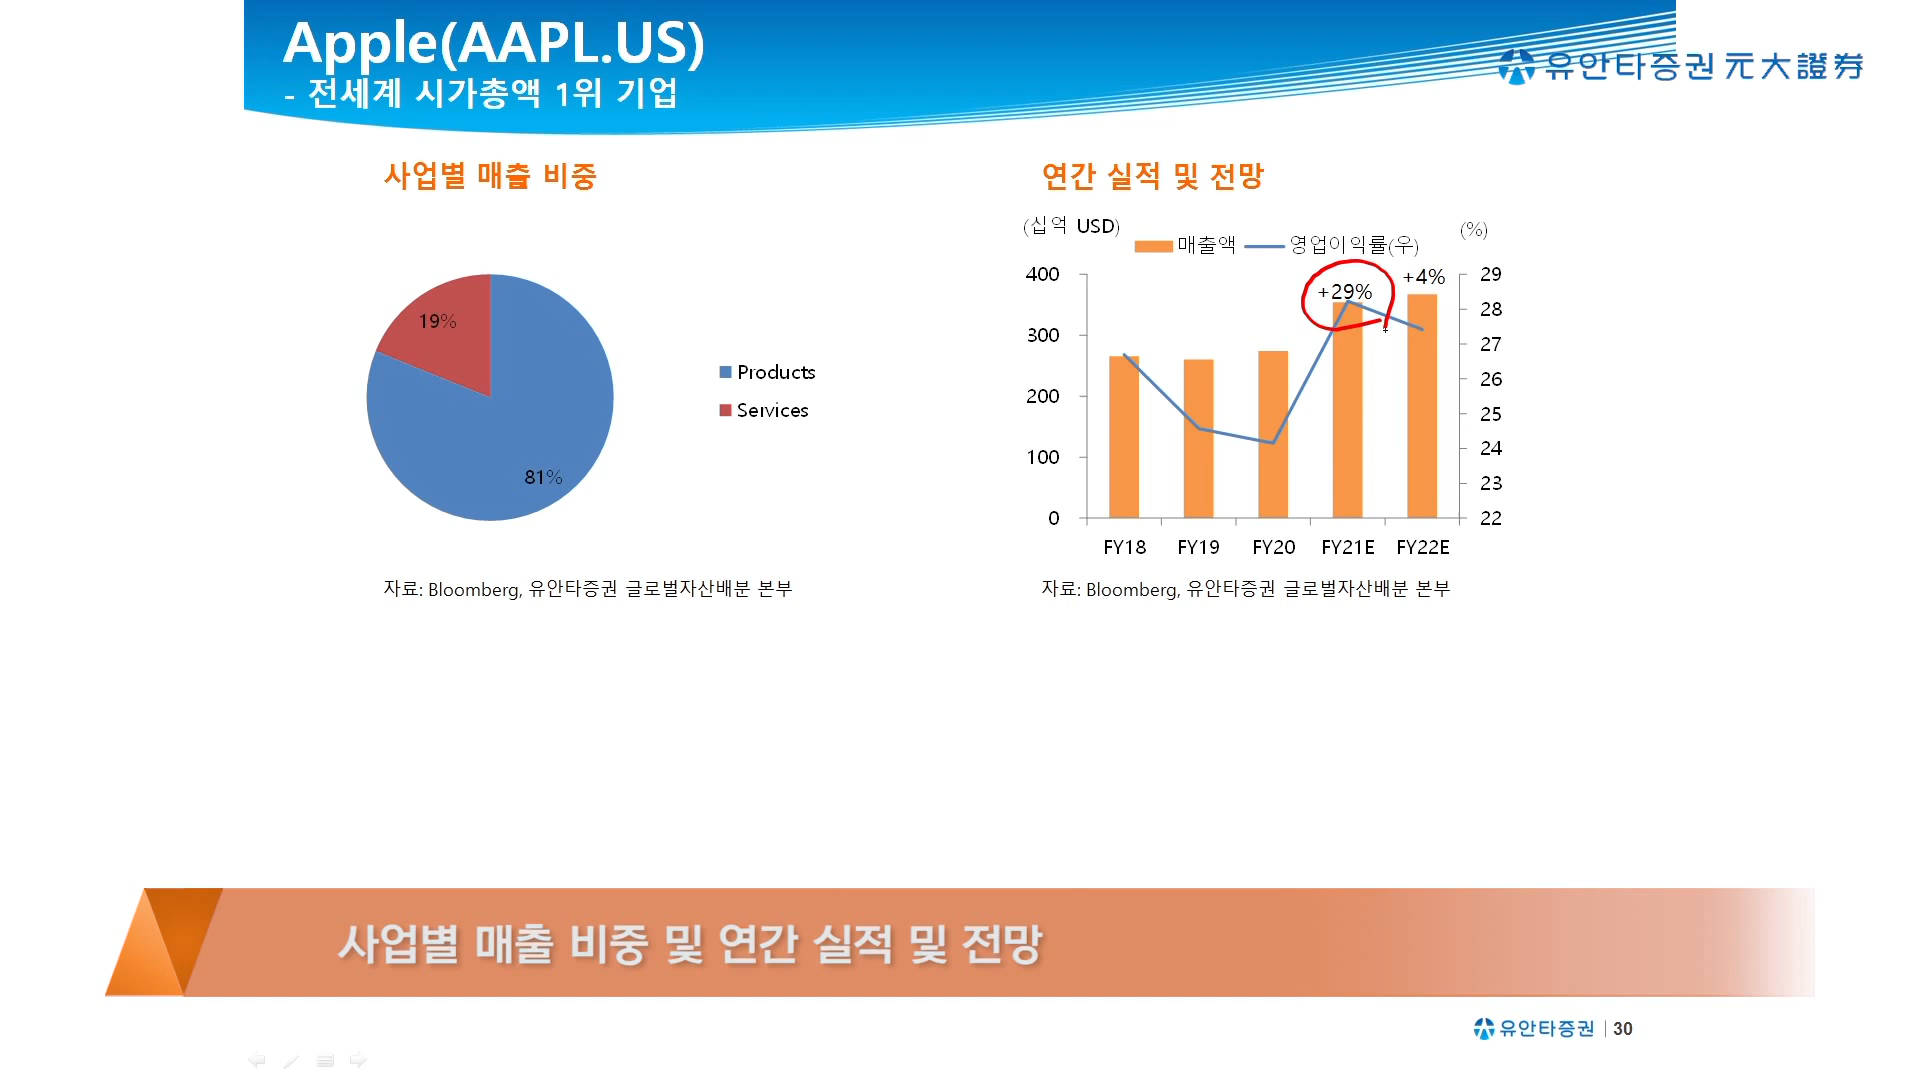 Apple(AAPL.US)
- 전세계 시가총액 1위 기업
유안타증권 元大證券
사업별 매출 비중
19%
81%
Products
Services
자료: Bloomberg, 유안타증권 글로벌자산배분 본부
연간 실적 및 전망
(십억 USD)
(%)
매출액 영업이익률(우)
+29%
+4%
400
300
200
100
0
29
28
27
26
25
24
23
22
FY18 FY19 FY20 FY21E FY22E
자료: Bloomberg, 유안타증권 글로벌자산배분 본부
사업별 매출 비중 및 연간 실적 및 전망
유안타증권 | 30